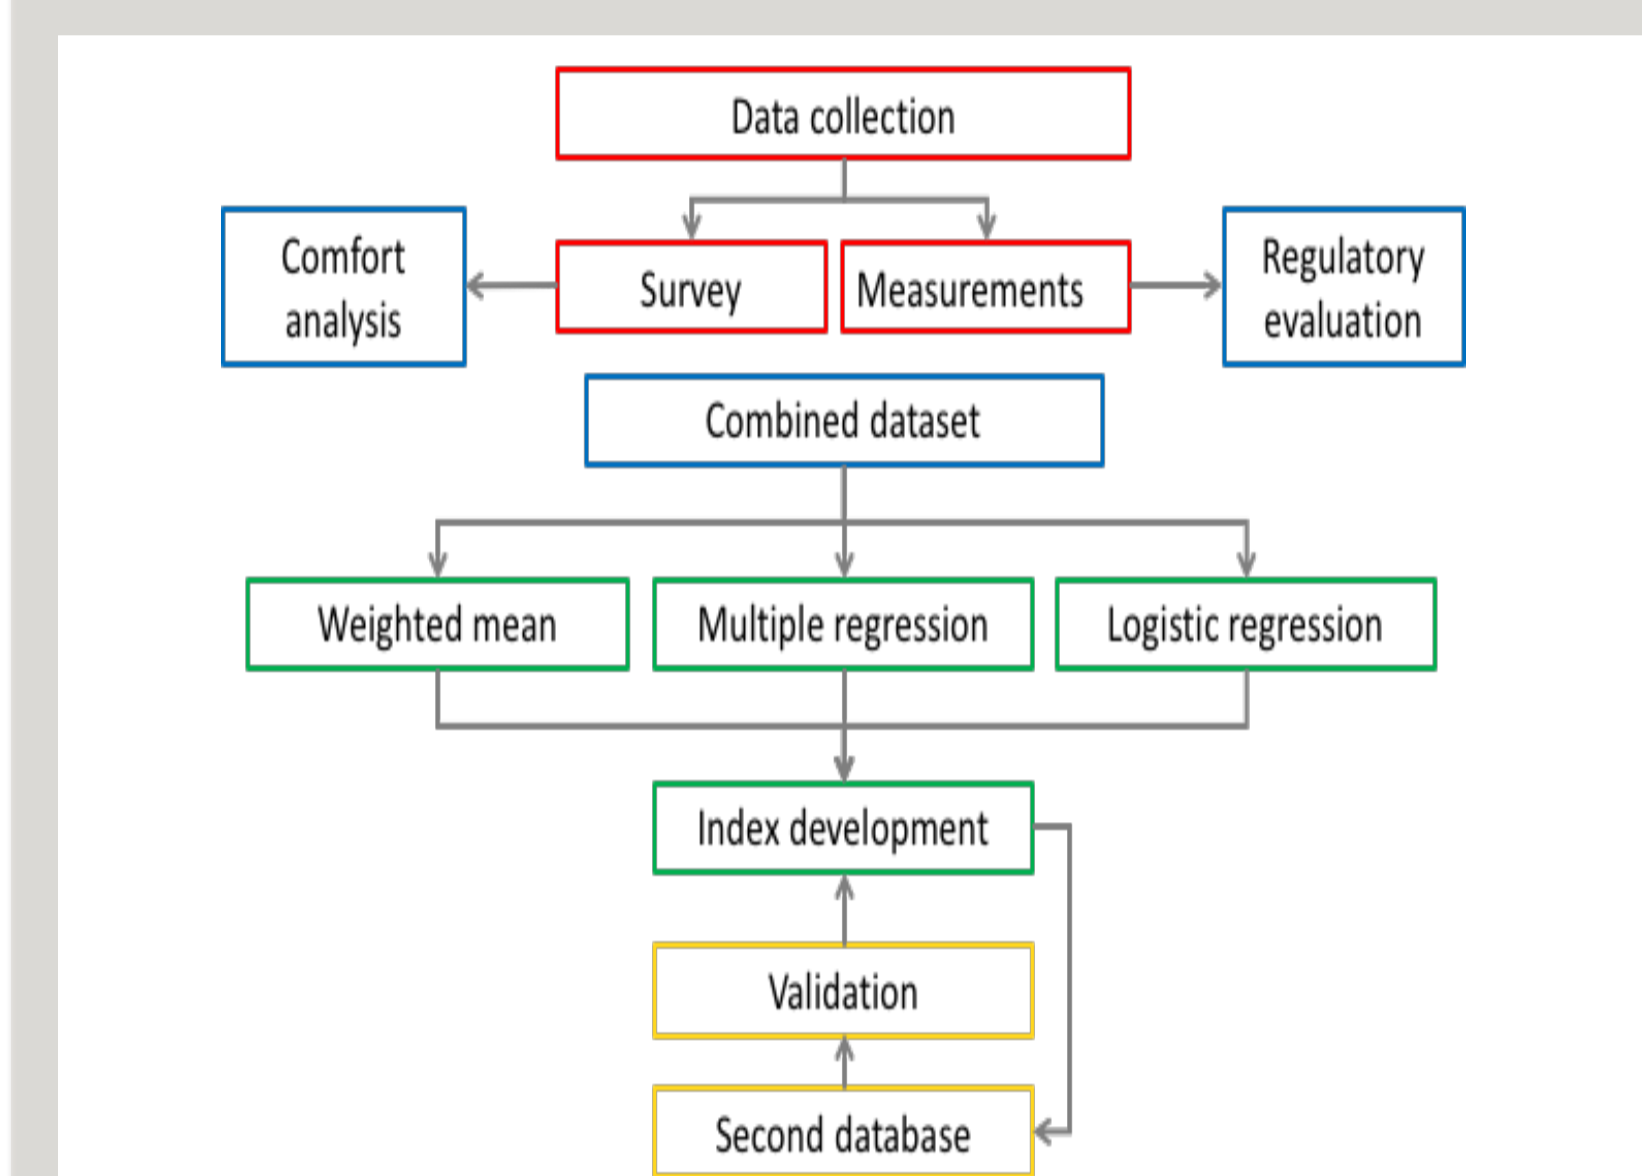 Data collection
Comfort
analysis
Survey
Measurements
Regulatory
evaluation
Combined dataset
Weighted mean
Multiple regression
Logistic regression
Index development
Validation
Second database